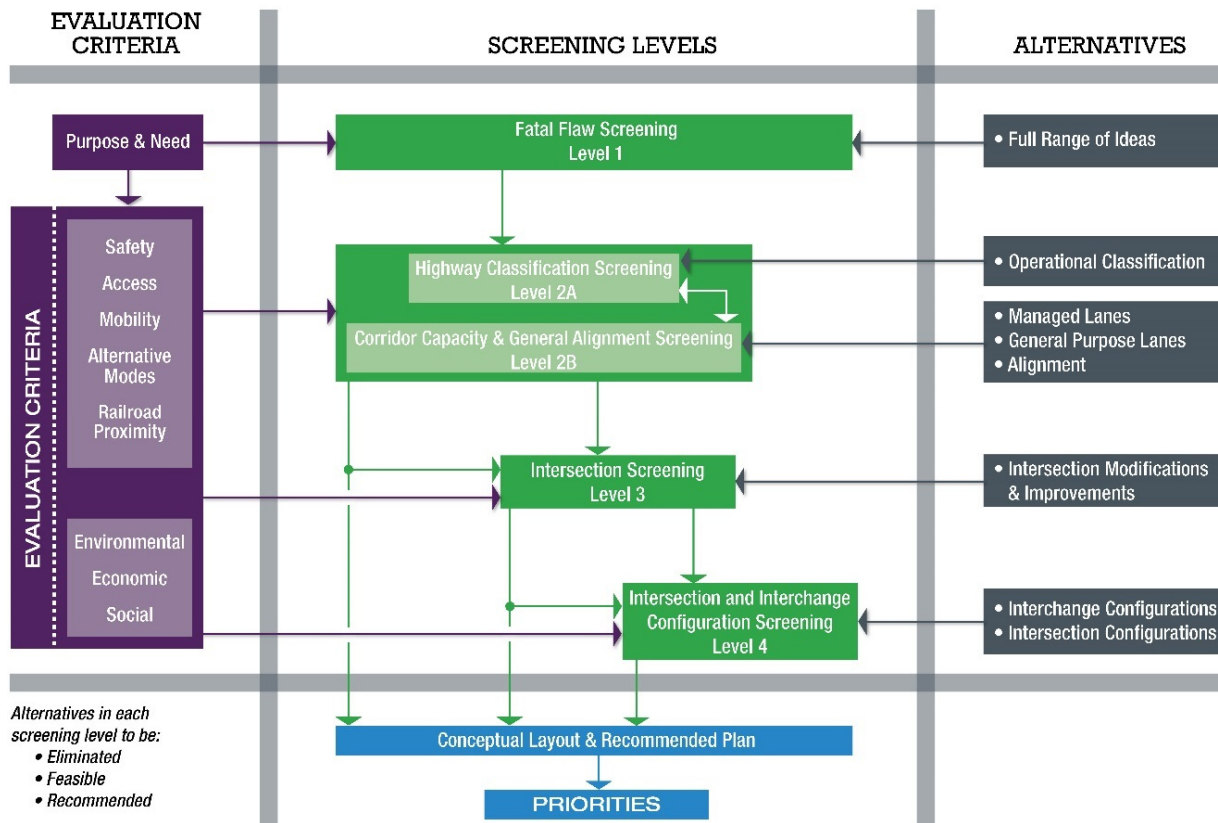 EVALUATION
CRITERIA
SCREENING LEVELS
ALTERNATIVES
Purpose & Need
Fatal Flaw Screening
Level 1
• Full Range of Ideas
EVALUATION CRITERIA
Safety
Access
Mobility
Alternative
Modes
Railroad
Proximity
Environmental
Economic
Social
Highway Classification Screening
Level 2A
• Operational Classification
Corridor Capacity & General Alignment Screening
Level 2B
• Managed Lanes
• General Purpose Lanes
• Alignment
Intersection Screening
Level 3
• Intersection Modifications
& Improvements
Intersection and Interchange
Configuration Screening
Level 4
• Interchange Configurations
• Intersection Configurations
Alternatives in each
screening level to be:
• Eliminated
• Feasible
• Recommended
Conceptual Layout & Recommended Plan
PRIORITIES